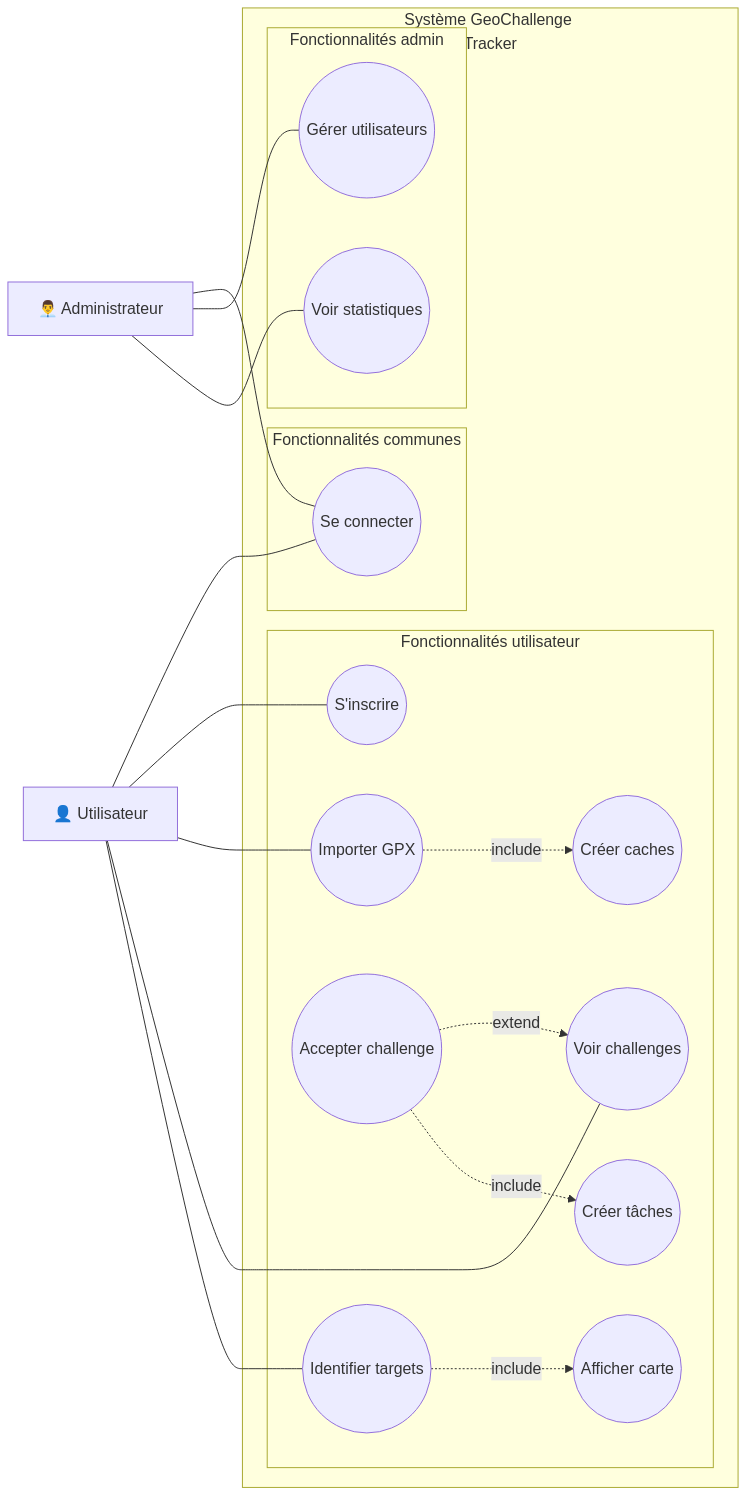 Système GeoChallenge
Tracker
Fonctionnalités admin
Gérer utilisateurs
👨‍💼 Administrateur
Voir statistiques
Fonctionnalités communes
Se connecter
Fonctionnalités utilisateur
S'inscrire
👤 Utilisateur
Importer GPX
include
Créer caches
Accepter challenge
extend
Voir challenges
include
Créer tâches
Identifier targets
include
Afficher carte